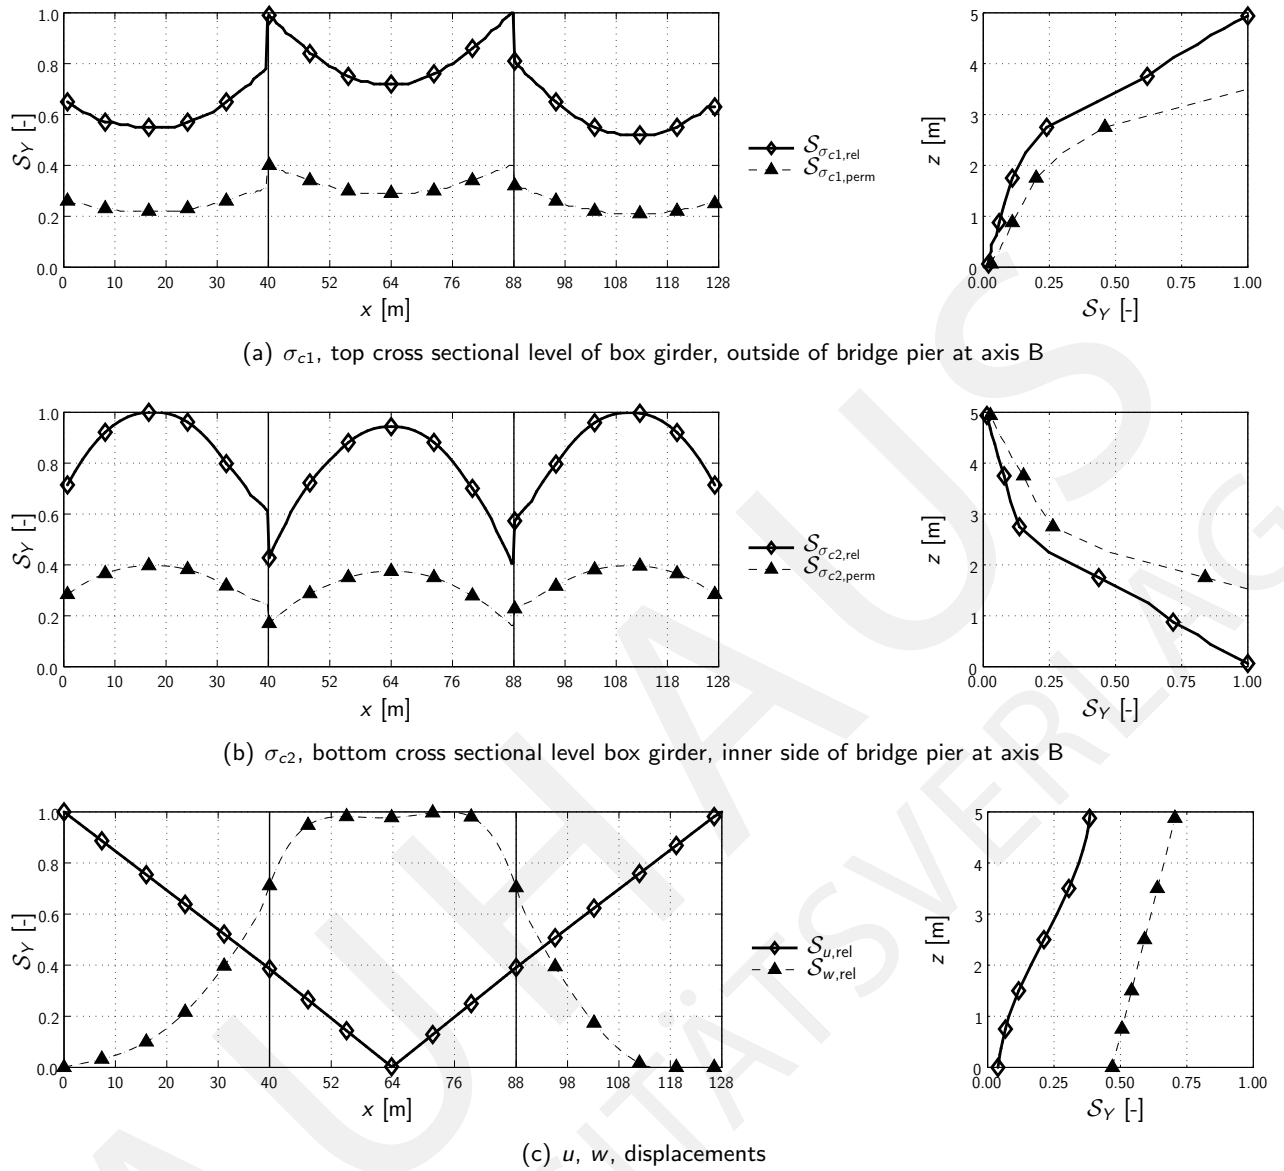 1.0
0.8
0.6
0.4
0.2
0.0
S_Y [-]
0 10 20 30 40 52 64 76 88 98 108 118 128
x [m]
S_σc1,rel
S_σc1,perm
5
4
3
2
1
0
z [m]
0.00 0.25 0.50 0.75 1.00
S_Y [-]
(a) σc1, top cross sectional level of box girder, outside of bridge pier at axis B
1.0
0.8
0.6
0.4
0.2
0.0
S_Y [-]
0 10 20 30 40 52 64 76 88 98 108 118 128
x [m]
S_σc2,rel
S_σc2,perm
5
4
3
2
1
0
z [m]
0.00 0.25 0.50 0.75 1.00
S_Y [-]
(b) σc2, bottom cross sectional level box girder, inner side of bridge pier at axis B
1.0
0.8
0.6
0.4
0.2
0.0
S_Y [-]
0 10 20 30 40 52 64 76 88 98 108 118 128
x [m]
S_u,rel
S_w,rel
5
4
3
2
1
0
z [m]
0.00 0.25 0.50 0.75 1.00
S_Y [-]
(c) u, w, displacements
AUHAUS
ITÄTSVERLAG